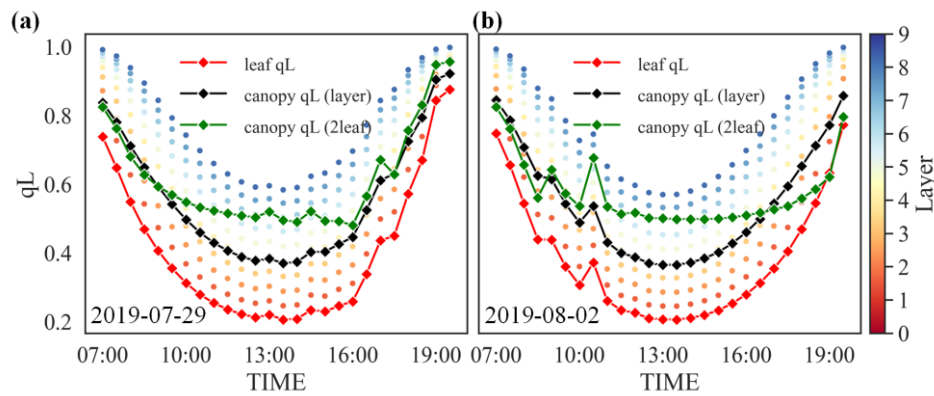 (a)
(b)
qL
1.0
0.8
0.6
0.4
0.2
leaf qL
canopy qL (layer)
canopy qL (2leaf)
2019-07-29
07:00 10:00 13:00 16:00 19:00
TIME
leaf qL
canopy qL (layer)
canopy qL (2leaf)
2019-08-02
07:00 10:00 13:00 16:00 19:00
TIME
9
8
7
6
5
4
3
2
1
0
Layer